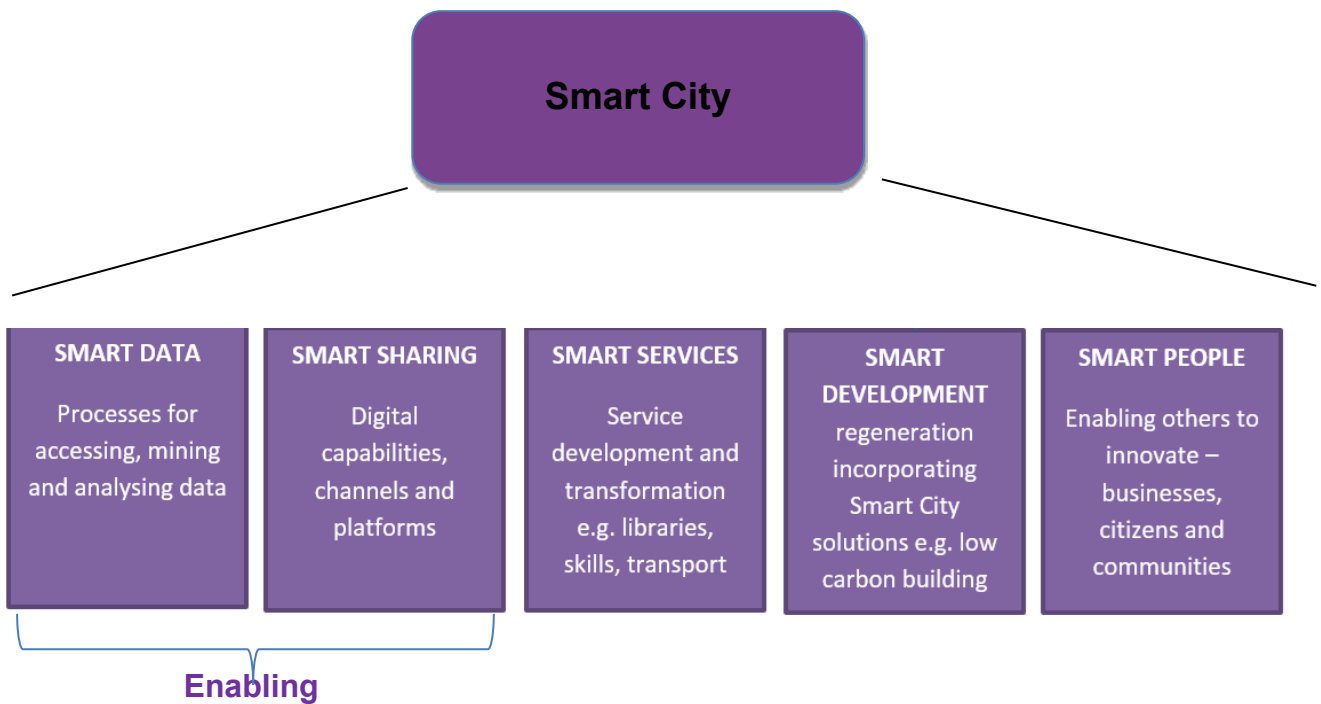 Smart City
SMART DATA
Processes for
accessing, mining
and analysing data
SMART SHARING
Digital
capabilities,
channels and
platforms
SMART SERVICES
Service
development and
transformation
e.g. libraries,
skills, transport
SMART
DEVELOPMENT
regeneration
incorporating
Smart City
solutions e.g. low
carbon building
SMART PEOPLE
Enabling others to
innovate –
businesses,
citizens and
communities
Enabling